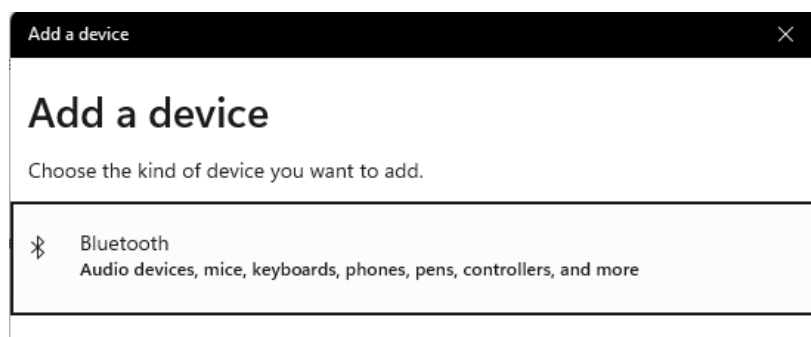 Add a device
Add a device
Choose the kind of device you want to add.
Bluetooth
Audio devices, mice, keyboards, phones, pens, controllers, and more